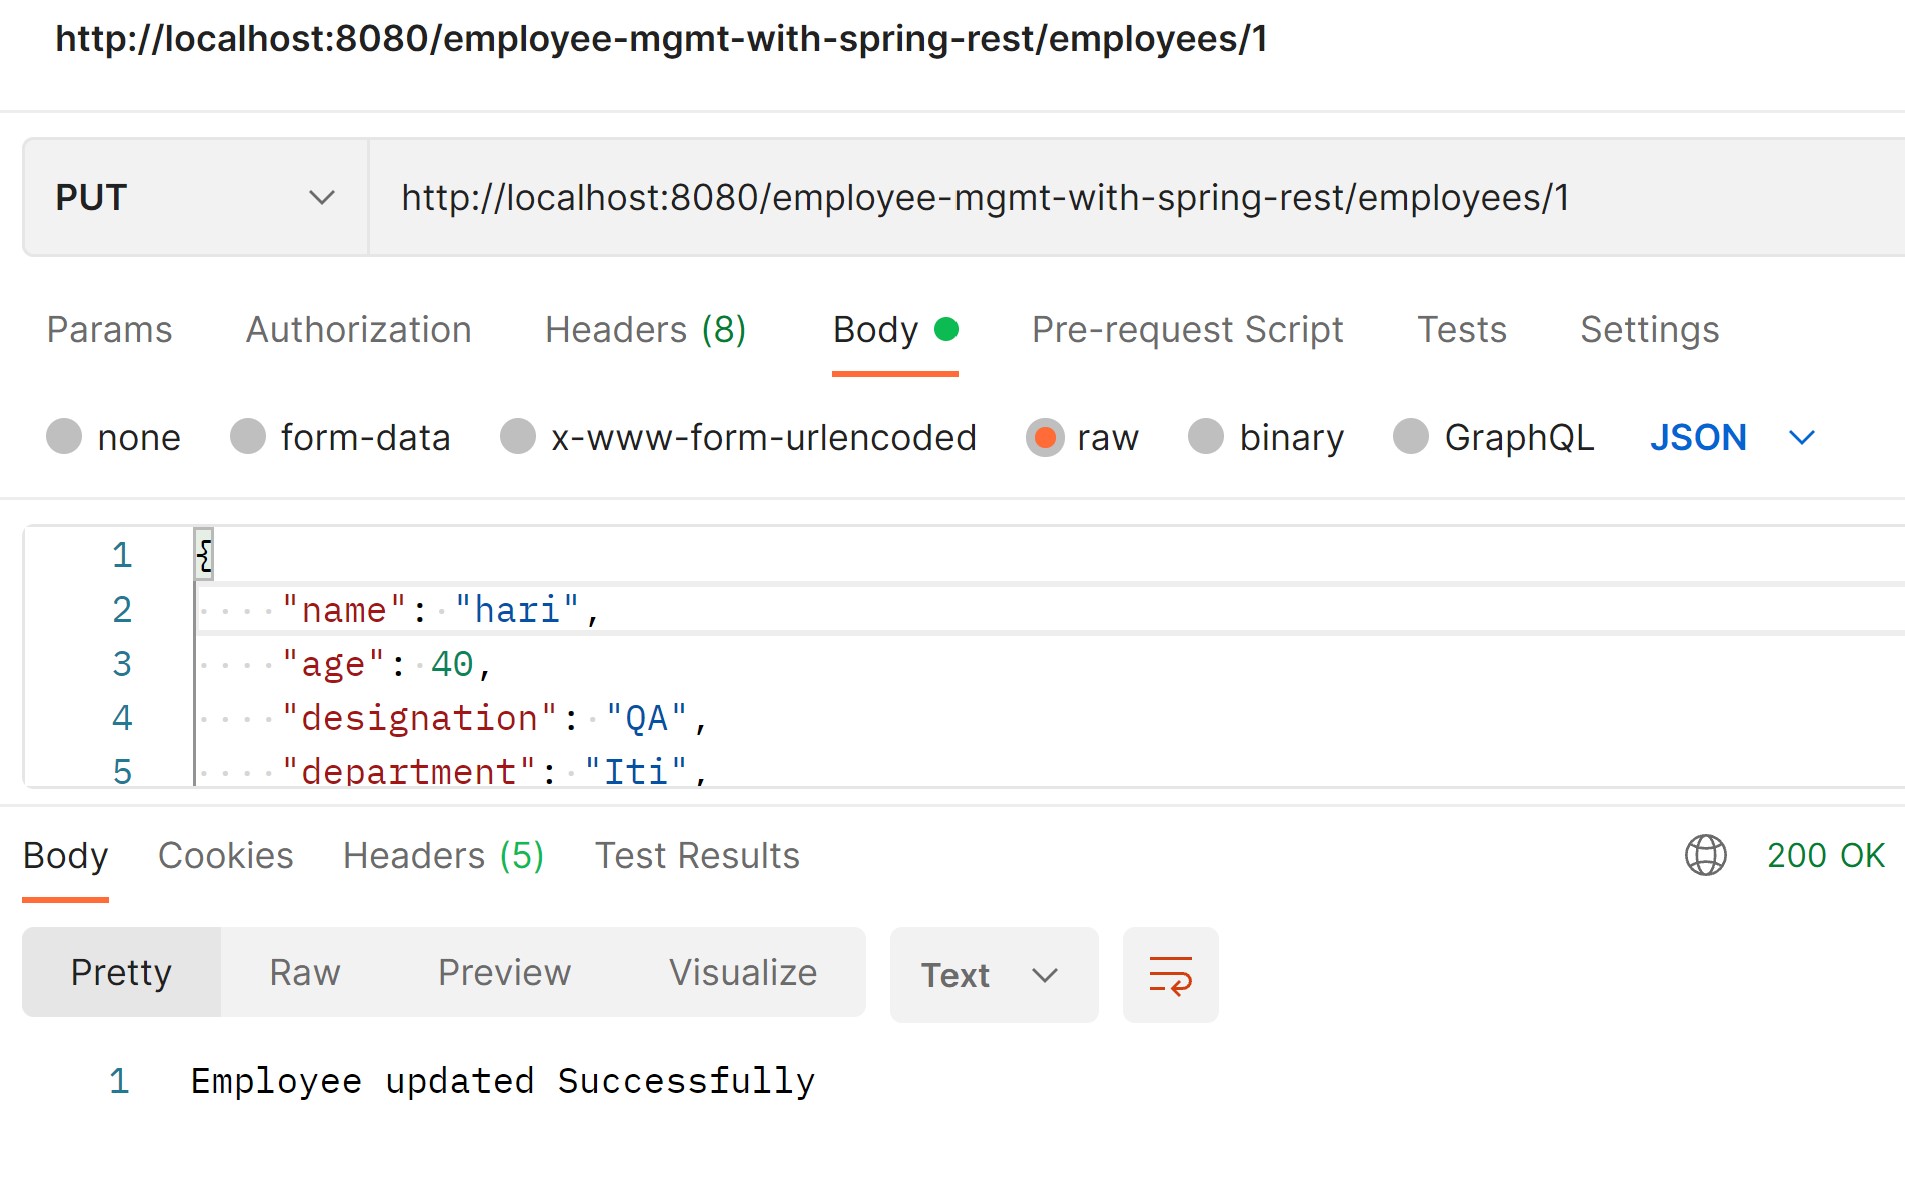 http://localhost:8080/employee-mgmt-with-spring-rest/employees/1
PUT http://localhost:8080/employee-mgmt-with-spring-rest/employees/1
Params Authorization Headers (8) Body Pre-request Script Tests Settings
none form-data x-www-form-urlencoded raw binary GraphQL JSON
1 {
2 "name": "hari",
3 "age": 40,
4 "designation": "QA",
5 "department": "Iti",
Body Cookies Headers (5) Test Results 200 OK
Pretty Raw Preview Visualize Text
1 Employee updated Successfully